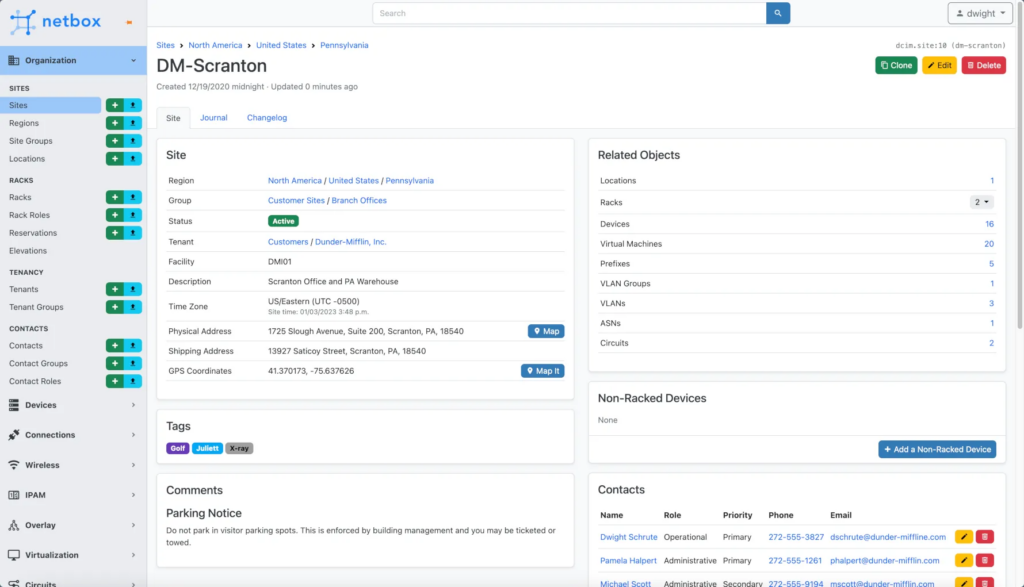 netbox
Search
dwight
Organization
SITES
Sites
Regions
Site Groups
Locations
RACKS
Racks
Rack Roles
Reservations
Elevations
TENANCY
Tenants
Tenant Groups
CONTACTS
Contacts
Contact Groups
Contact Roles
Devices
Connections
Wireless
IPAM
Overlay
Virtualization
Circuits
Sites > North America > United States > Pennsylvania
dcim.site:10 (dm-scranton)
DM-Scranton
Clone Edit Delete
Created 12/19/2020 midnight · Updated 0 minutes ago
Site Journal Changelog
Site
Region North America / United States / Pennsylvania
Group Customer Sites / Branch Offices
Status Active
Tenant Customers / Dunder-Mifflin, Inc.
Facility DMI01
Description Scranton Office and PA Warehouse
Time Zone US/Eastern (UTC -0500)
Site time: 01/03/2023 3:48 p.m.
Physical Address 1725 Slough Avenue, Suite 200, Scranton, PA, 18540 Map
Shipping Address 13927 Saticoy Street, Scranton, PA, 18540
GPS Coordinates 41.370173, -75.637626 Map It
Tags
Golf Juliett X-ray
Comments
Parking Notice
Do not park in visitor parking spots. This is enforced by building management and you may be ticketed or
towed.
Related Objects
Locations 1
Racks 2
Devices 16
Virtual Machines 20
Prefixes 5
VLAN Groups 1
VLANs 3
ASNs 1
Circuits 2
Non-Racked Devices
None
+ Add a Non-Racked Device
Contacts
Name Role Priority Phone Email
Dwight Schrute Operational Primary 272-555-3827 dschrute@dunder-miffline.com
Pamela Halpert Administrative Primary 272-555-1261 phalpert@dunder-mifflin.com
Michael Scott Administrative Secondary 272-555-9194 mscott@dunder-mifflin.com